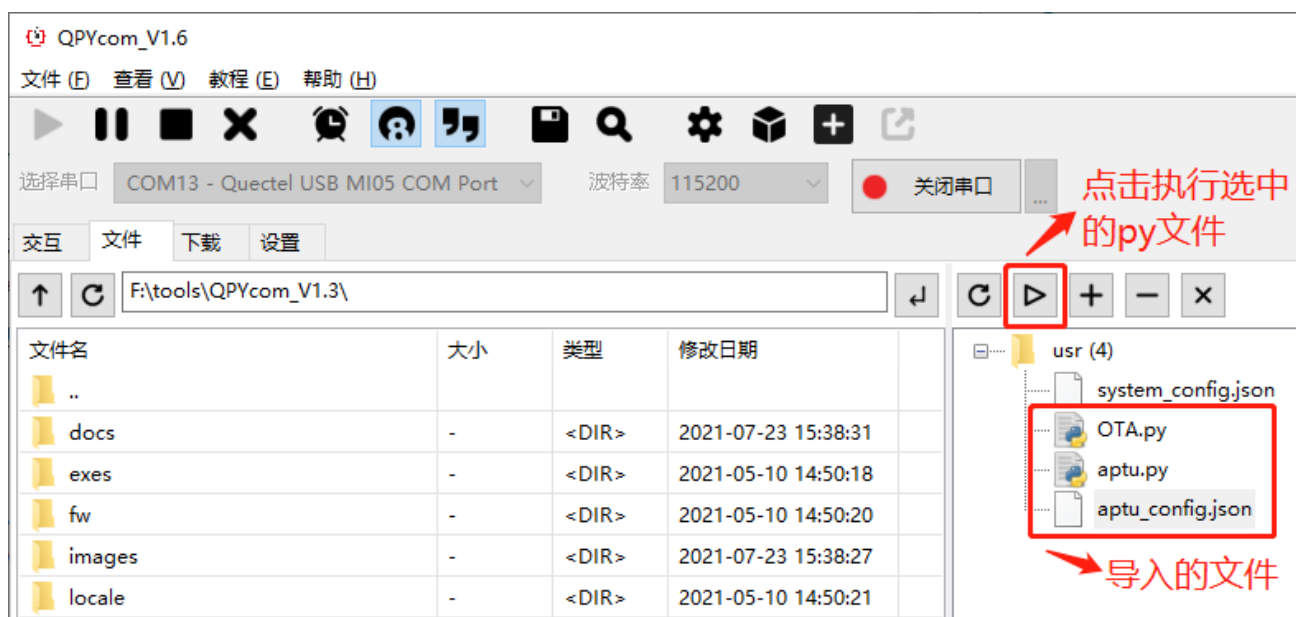 QPYcom_V1.6
文件 (F) 查看 (V) 教程 (E) 帮助 (H)
选择串口 COM13 - Quectel USB MI05 COM Port 波特率 115200 关闭串口 ...
点击执行选中
的py文件
交互 文件 下载 设置
F:\tools\QPYcom_V1.3\
文件名 大小 类型 修改日期
..
docs - <DIR> 2021-07-23 15:38:31
exes - <DIR> 2021-05-10 14:50:18
fw - <DIR> 2021-05-10 14:50:20
images - <DIR> 2021-07-23 15:38:27
locale - <DIR> 2021-05-10 14:50:21
usr (4)
system_config.json
OTA.py
aptu.py
aptu_config.json
导入的文件